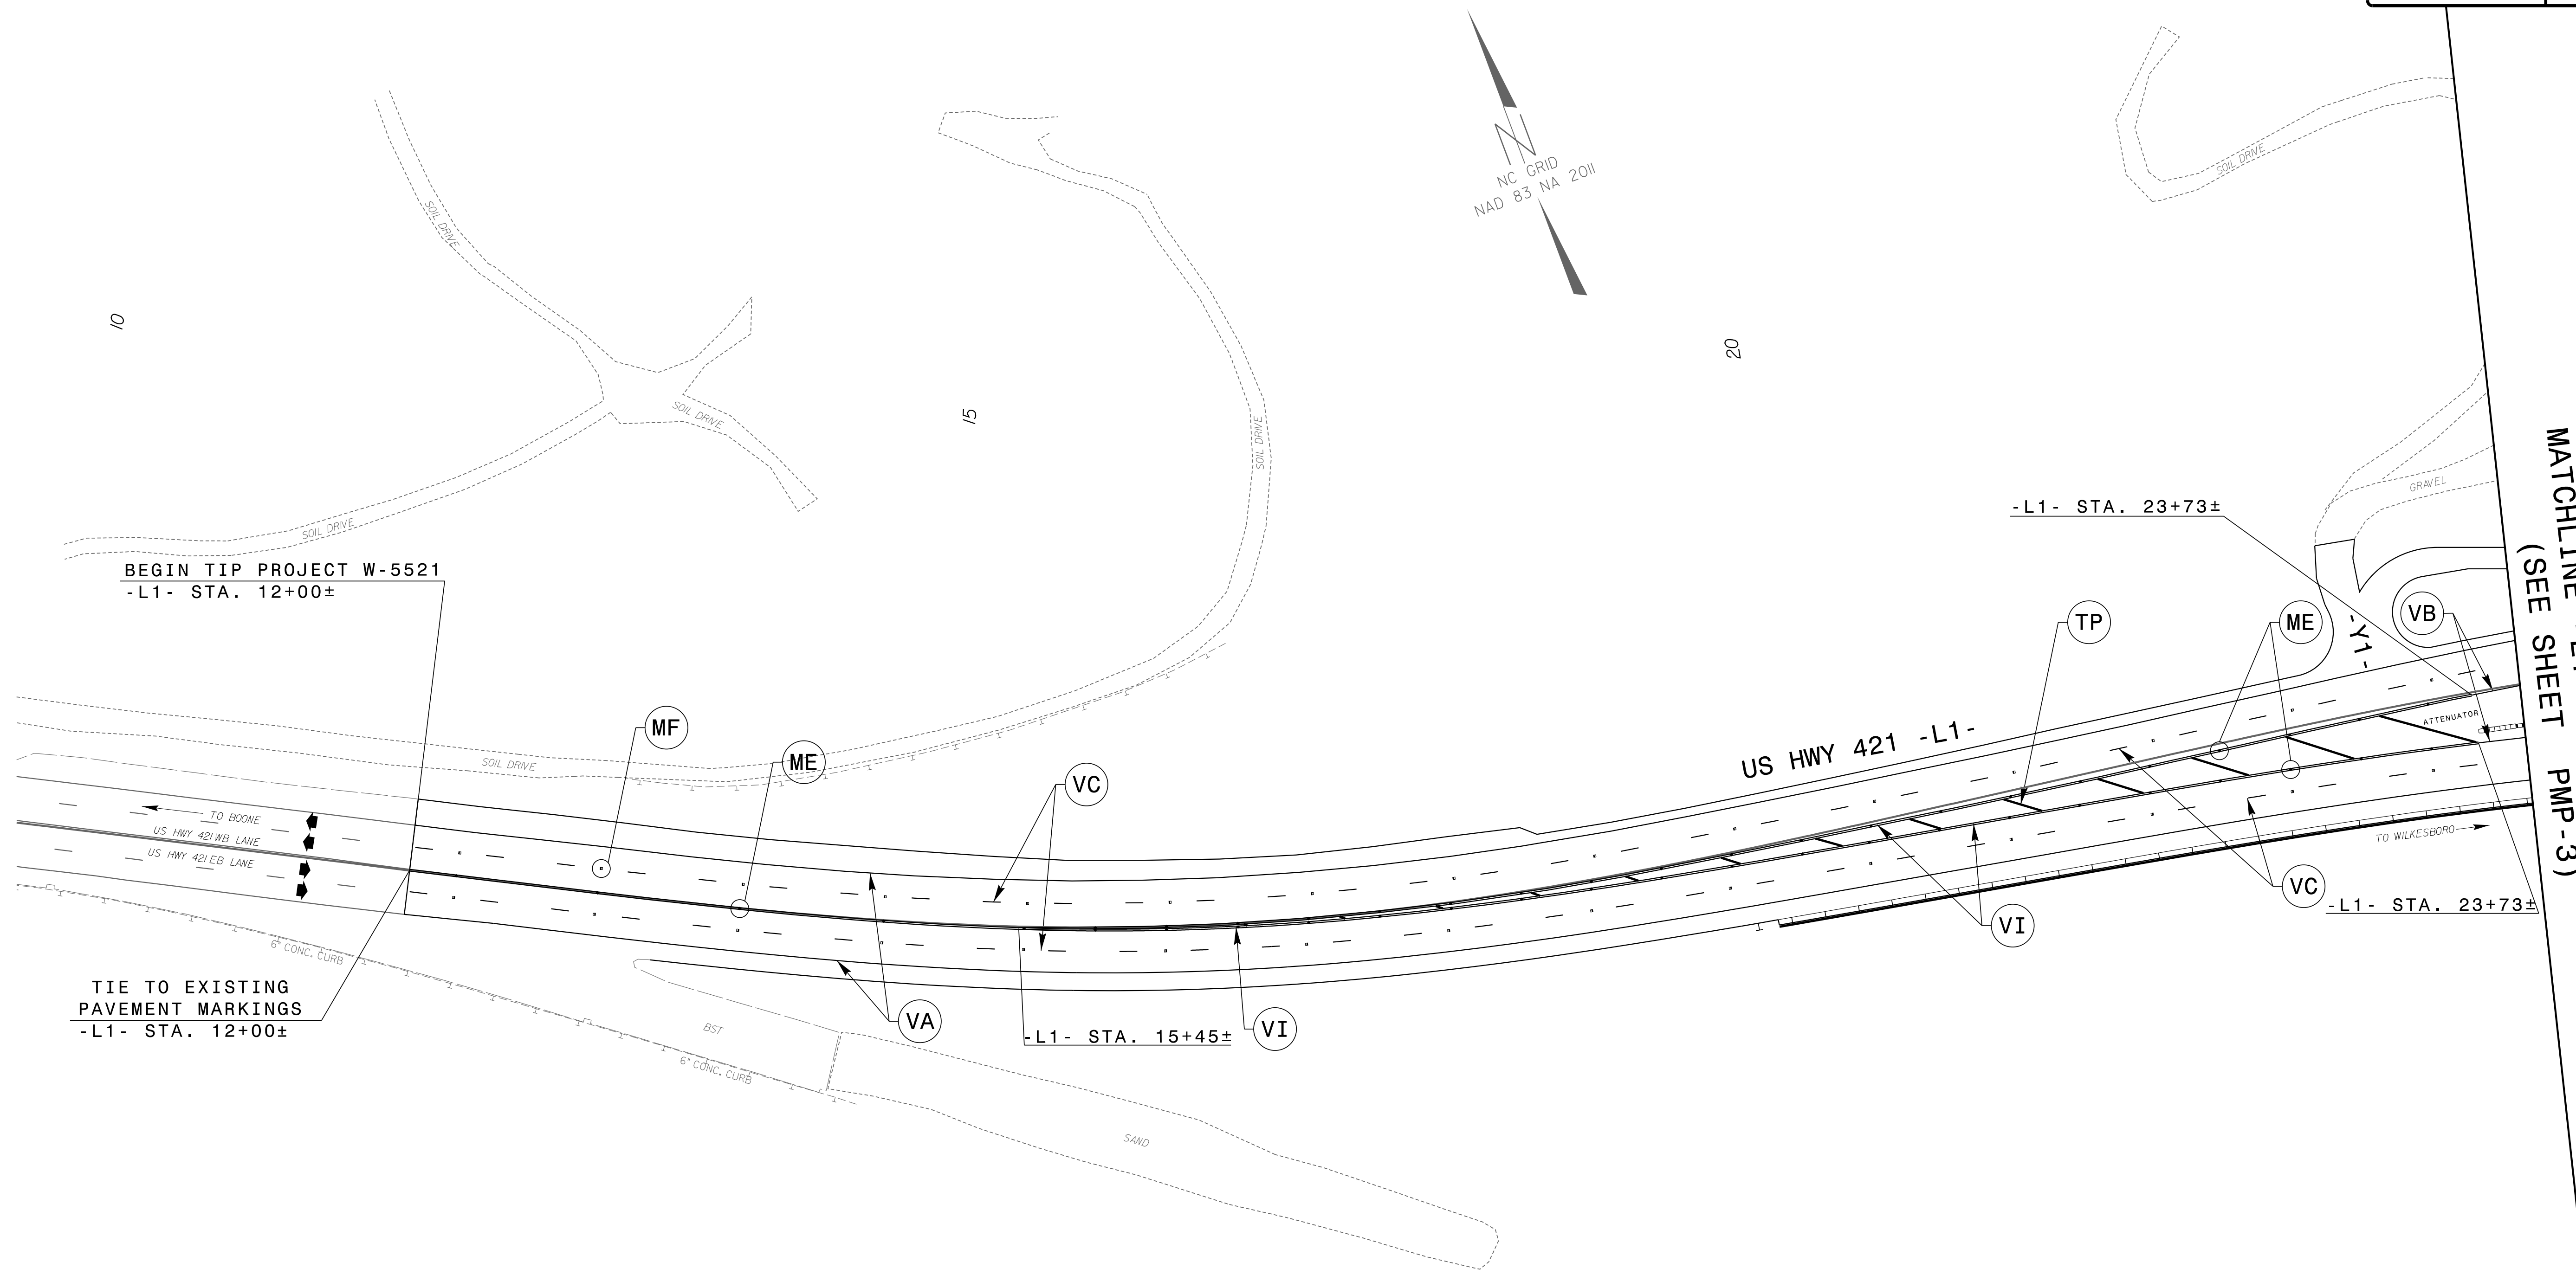 NC GRID
NAD 83 NA 2011
SOIL DRIVE
SOIL DRIVE
10
20
15
SOIL DRIVE
SOIL DRIVE
SOIL DRIVE
GRAVEL
-L1- STA. 23+73±
BEGIN TIP PROJECT W-5521
-L1- STA. 12+00±
TP
ME
VB
-Y1-
MATCHLINE
(SEE SHEET PMP-3)
MF
ME
VC
US HWY 421 -L1-
ATTENUATOR
SOIL DRIVE
TO BOONE
US HWY 421 WB LANE
US HWY 421 EB LANE
TO WILKESBORO
VC
-L1- STA. 23+73±
VI
6" CONC. CURB
TIE TO EXISTING
PAVEMENT MARKINGS
-L1- STA. 12+00±
VA
-L1- STA. 15+45±
VI
BST
6" CONC. CURB
SAND